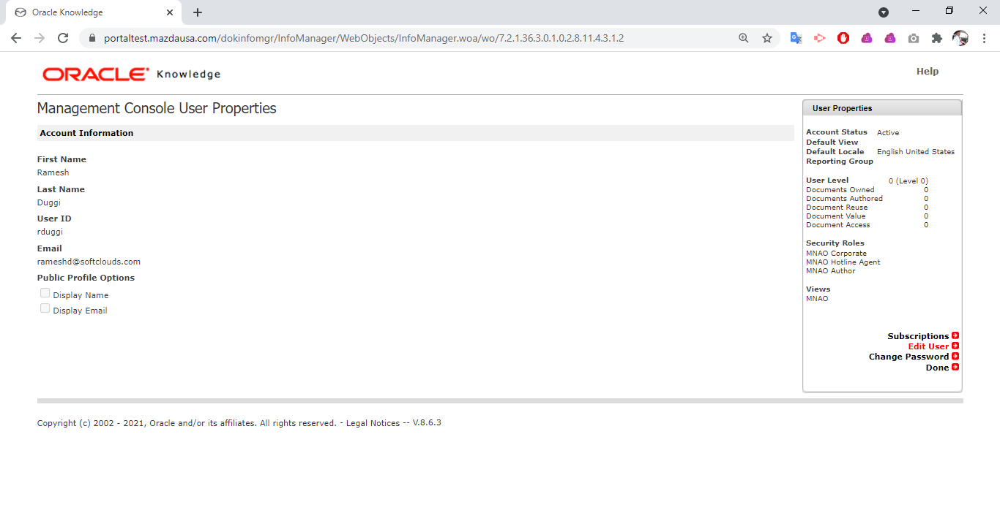 Oracle Knowledge
portaltest.mazdausa.com/dokinfomgr/InfoManager/WebObjects/InfoManager.woa/wo/7.2.1.36.3.0.1.0.2.8.11.4.3.1.2
ORACLE Knowledge
Help
Management Console User Properties
Account Information
First Name
Ramesh
Last Name
Duggi
User ID
rduggi
Email
rameshd@softclouds.com
Public Profile Options
Display Name
Display Email
User Properties
Account Status Active
Default View
Default Locale English United States
Reporting Group
User Level 0 (Level 0)
Documents Owned 0
Documents Authored 0
Document Reuse 0
Document Value 0
Document Access 0
Security Roles
MNAO Corporate
MNAO Hotline Agent
MNAO Author
Views
MNAO
Subscriptions
Edit User
Change Password
Done
Copyright (c) 2002 - 2021, Oracle and/or its affiliates. All rights reserved. - Legal Notices -- V.8.6.3